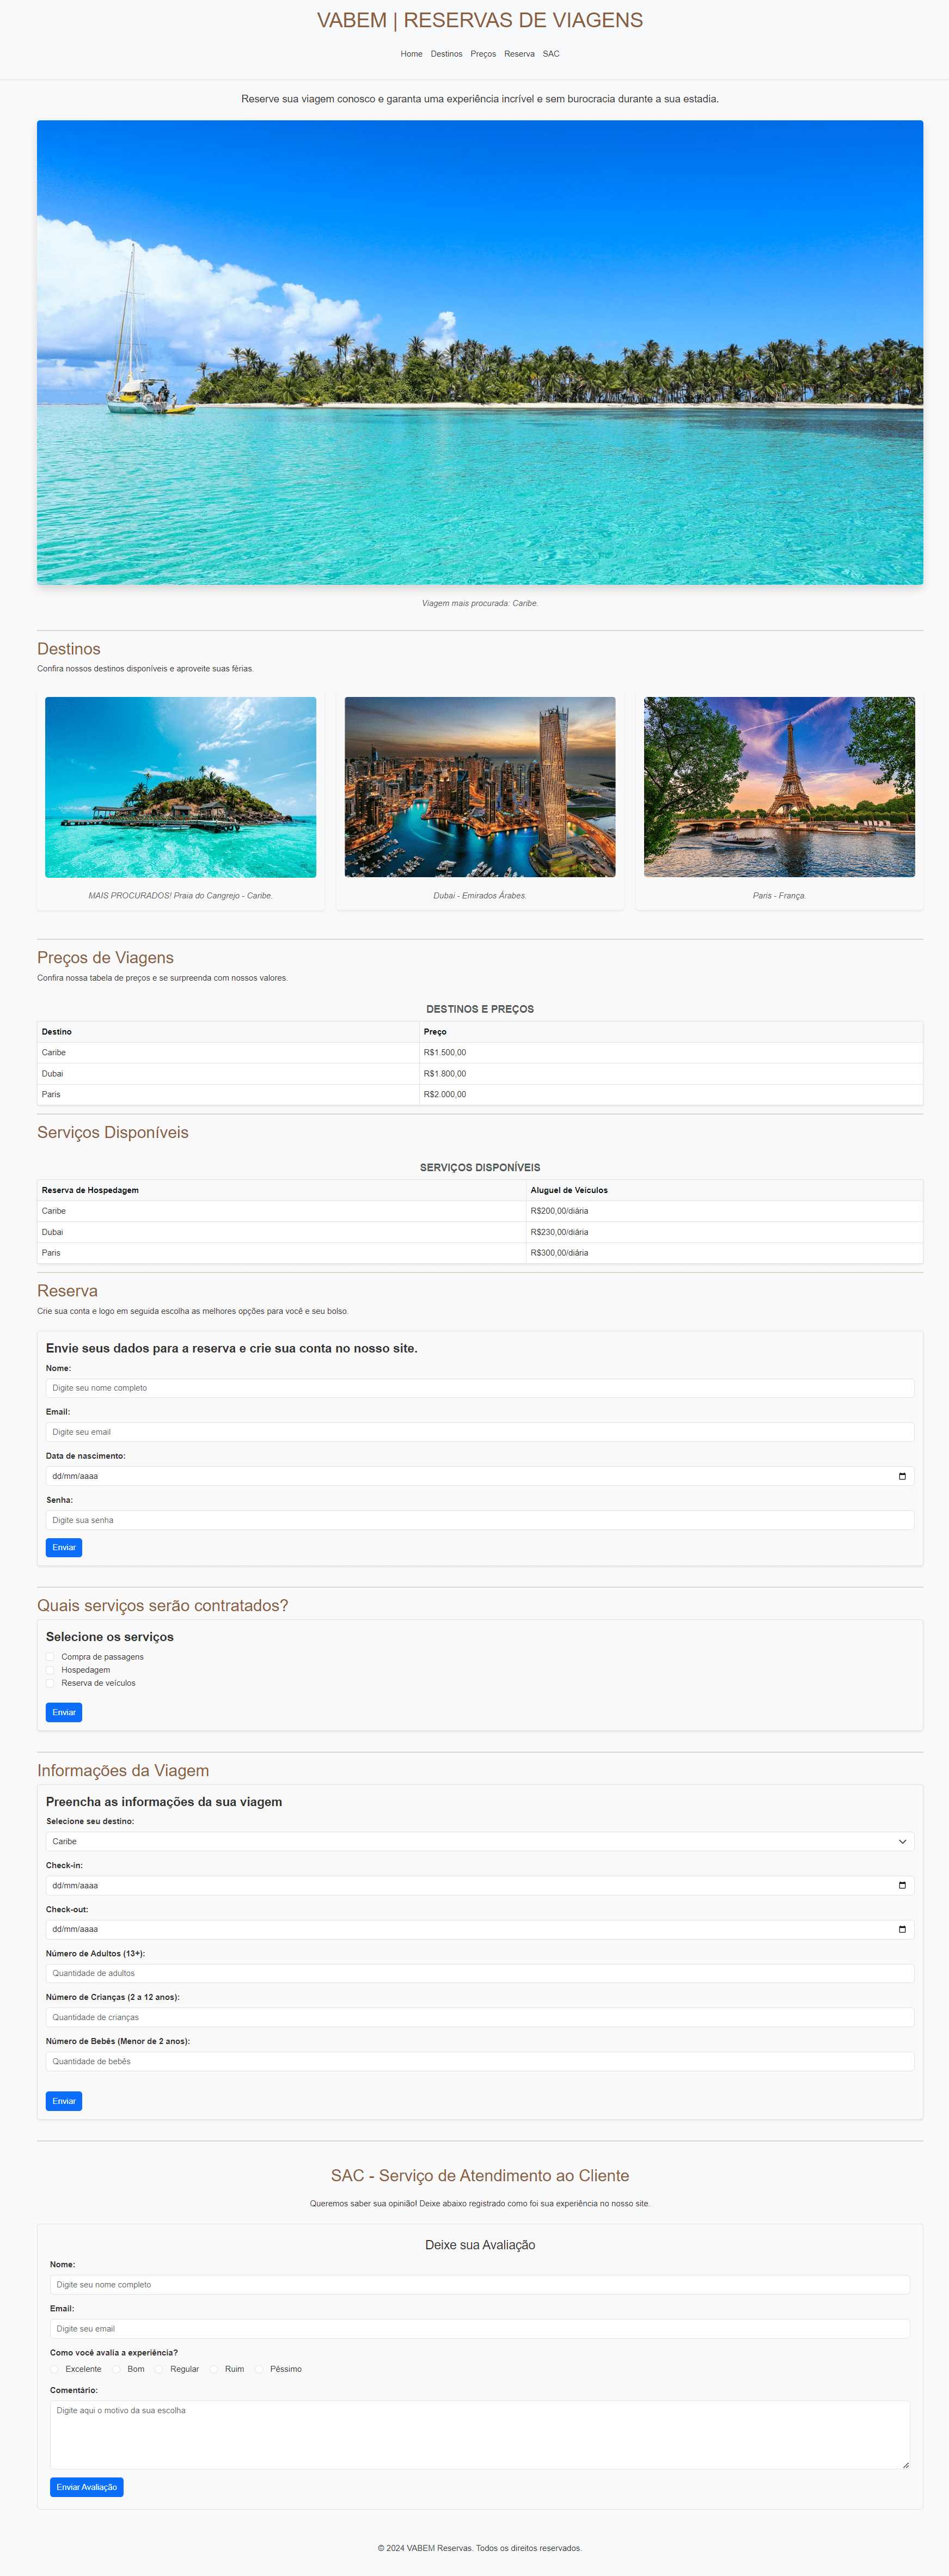 VABEM | RESERVAS DE VIAGENS
Home Destinos Preços Reserva SAC
Reserve sua viagem conosco e garanta uma experiência incrível e sem burocracia durante a sua estadia.
Viagem mais procurada: Caribe.
Destinos
Confira nossos destinos disponíveis e aproveite suas férias.
MAIS PROCURADOS! Praia do Cangrejo - Caribe.
Dubai - Emirados Árabes.
Paris - França.
Preços de Viagens
Confira nossa tabela de preços e se surpreenda com nossos valores.
DESTINOS E PREÇOS
Destino Preço
Caribe R$1.500,00
Dubai R$1.800,00
Paris R$2.000,00
Serviços Disponíveis
SERVIÇOS DISPONÍVEIS
Reserva de Hospedagem Aluguel de Veiculos
Caribe R$200,00/diária
Dubai R$230,00/diária
Paris R$300,00/diária
Reserva
Crie sua conta e logo em seguida escolha as melhores opções para você e seu bolso.
Envie seus dados para a reserva e crie sua conta no nosso site.
Nome:
Digite seu nome completo
Email:
Digite seu email
Data de nascimento:
dd/mm/aaaa
Senha:
Digite sua senha
Enviar
Quais serviços serão contratados?
Selecione os serviços
Compra de passagens
Hospedagem
Reserva de veículos
Enviar
Informações da Viagem
Preencha as informações da sua viagem
Selecione seu destino:
Caribe
Check-in:
dd/mm/aaaa
Check-out:
dd/mm/aaaa
Número de Adultos (13+):
Quantidade de adultos
Número de Crianças (2 a 12 anos):
Quantidade de crianças
Número de Bebês (Menor de 2 anos):
Quantidade de bebês
Enviar
SAC - Serviço de Atendimento ao Cliente
Queremos saber sua opinião! Deixe abaixo registrado como foi sua experiência no nosso site.
Deixe sua Avaliação
Nome:
Digite seu nome completo
Email:
Digite seu email
Como você avalia a experiência?
Excelente Bom Regular Ruim Péssimo
Comentário:
Digite aqui o motivo da sua escolha
Enviar Avaliação
© 2024 VABEM Reservas. Todos os direitos reservados.